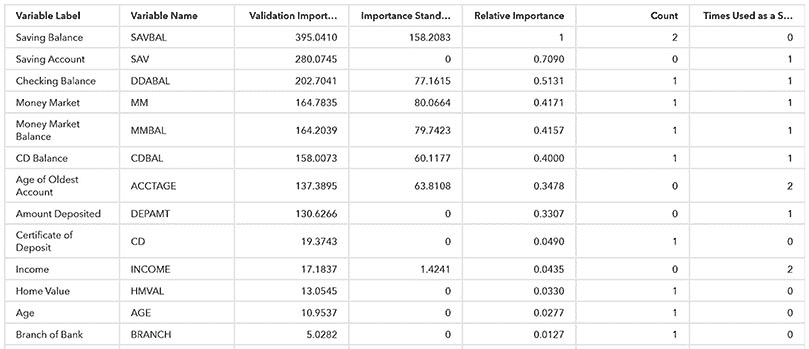 Variable Label Variable Name Validation Import... Importance Stand... Relative Importance Count Times Used as a S...
Saving Balance SAVBAL 395.0410 158.2083 1 2 0
Saving Account SAV 280.0745 0 0.7090 0 1
Checking Balance DDABAL 202.7041 77.1615 0.5131 1 1
Money Market MM 164.7835 80.0664 0.4171 1 1
Money Market
Balance MMBAL 164.2039 79.7423 0.4157 1 1
CD Balance CDBAL 158.0073 60.1177 0.4000 1 1
Age of Oldest
Account ACCTAGE 137.3895 63.8108 0.3478 0 2
Amount Deposited DEPAMT 130.6266 0 0.3307 0 1
Certificate of
Deposit CD 19.3743 0 0.0490 1 0
Income INCOME 17.1837 1.4241 0.0435 0 2
Home Value HMVAL 13.0545 0 0.0330 1 0
Age AGE 10.9537 0 0.0277 1 0
Branch of Bank BRANCH 5.0282 0 0.0127 1 0